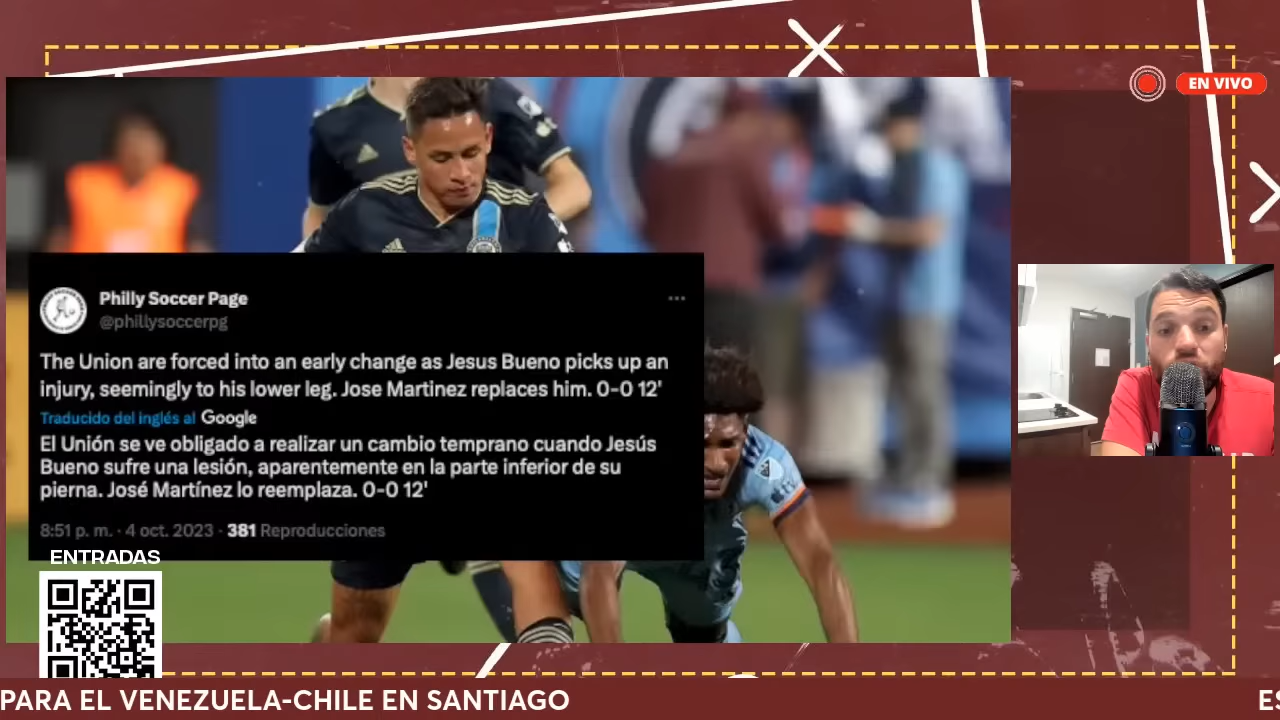 EN VIVO
Philly Soccer Page
@phillysoccerpg
The Union are forced into an early change as Jesus Bueno picks up an
injury, seemingly to his lower leg. Jose Martinez replaces him. 0-0 12'
Traducido del inglés al Google
El Unión se ve obligado a realizar un cambio temprano cuando Jesús
Bueno sufre una lesión, aparentemente en la parte inferior de su
pierna. José Martínez lo reemplaza. 0-0 12'
8:51 p. m. · 4 oct. 2023 · 381 Reproducciones
ENTRADAS
PARA EL VENEZUELA-CHILE EN SANTIAGO
ES